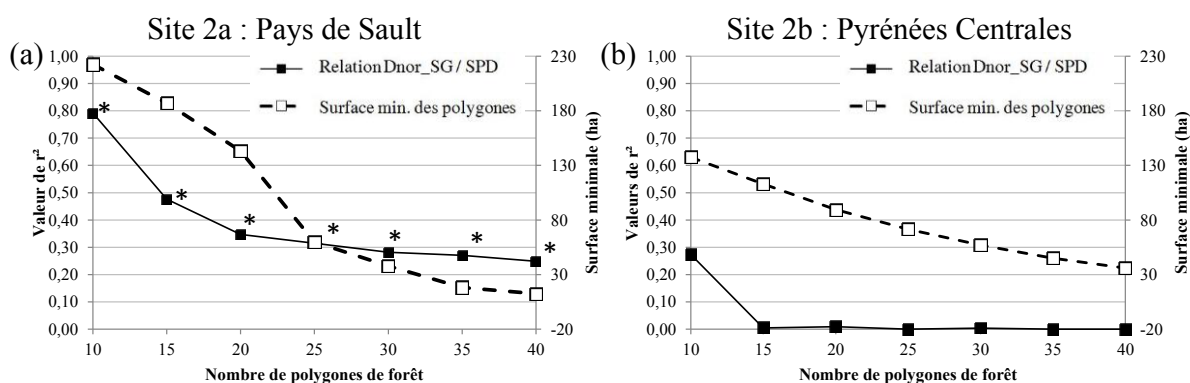 Site 2a : Pays de Sault
(a)
Relation Dnor_SG / SPD
Surface min. des polygones
Valeur de r²
1,00
0,90
0,80
0,70
0,60
0,50
0,40
0,30
0,20
0,10
0,00
230
180
130
80
30
-20
Surface minimale (ha)
* * * * * * *
10 15 20 25 30 35 40
Nombre de polygones de forêt
Site 2b : Pyrénées Centrales
(b)
Relation Dnor_SG / SPD
Surface min. des polygones
Valeurs de r²
1,00
0,90
0,80
0,70
0,60
0,50
0,40
0,30
0,20
0,10
0,00
230
180
130
80
30
-20
Surface minimale (ha)
10 15 20 25 30 35 40
Nombre de polygones de forêt